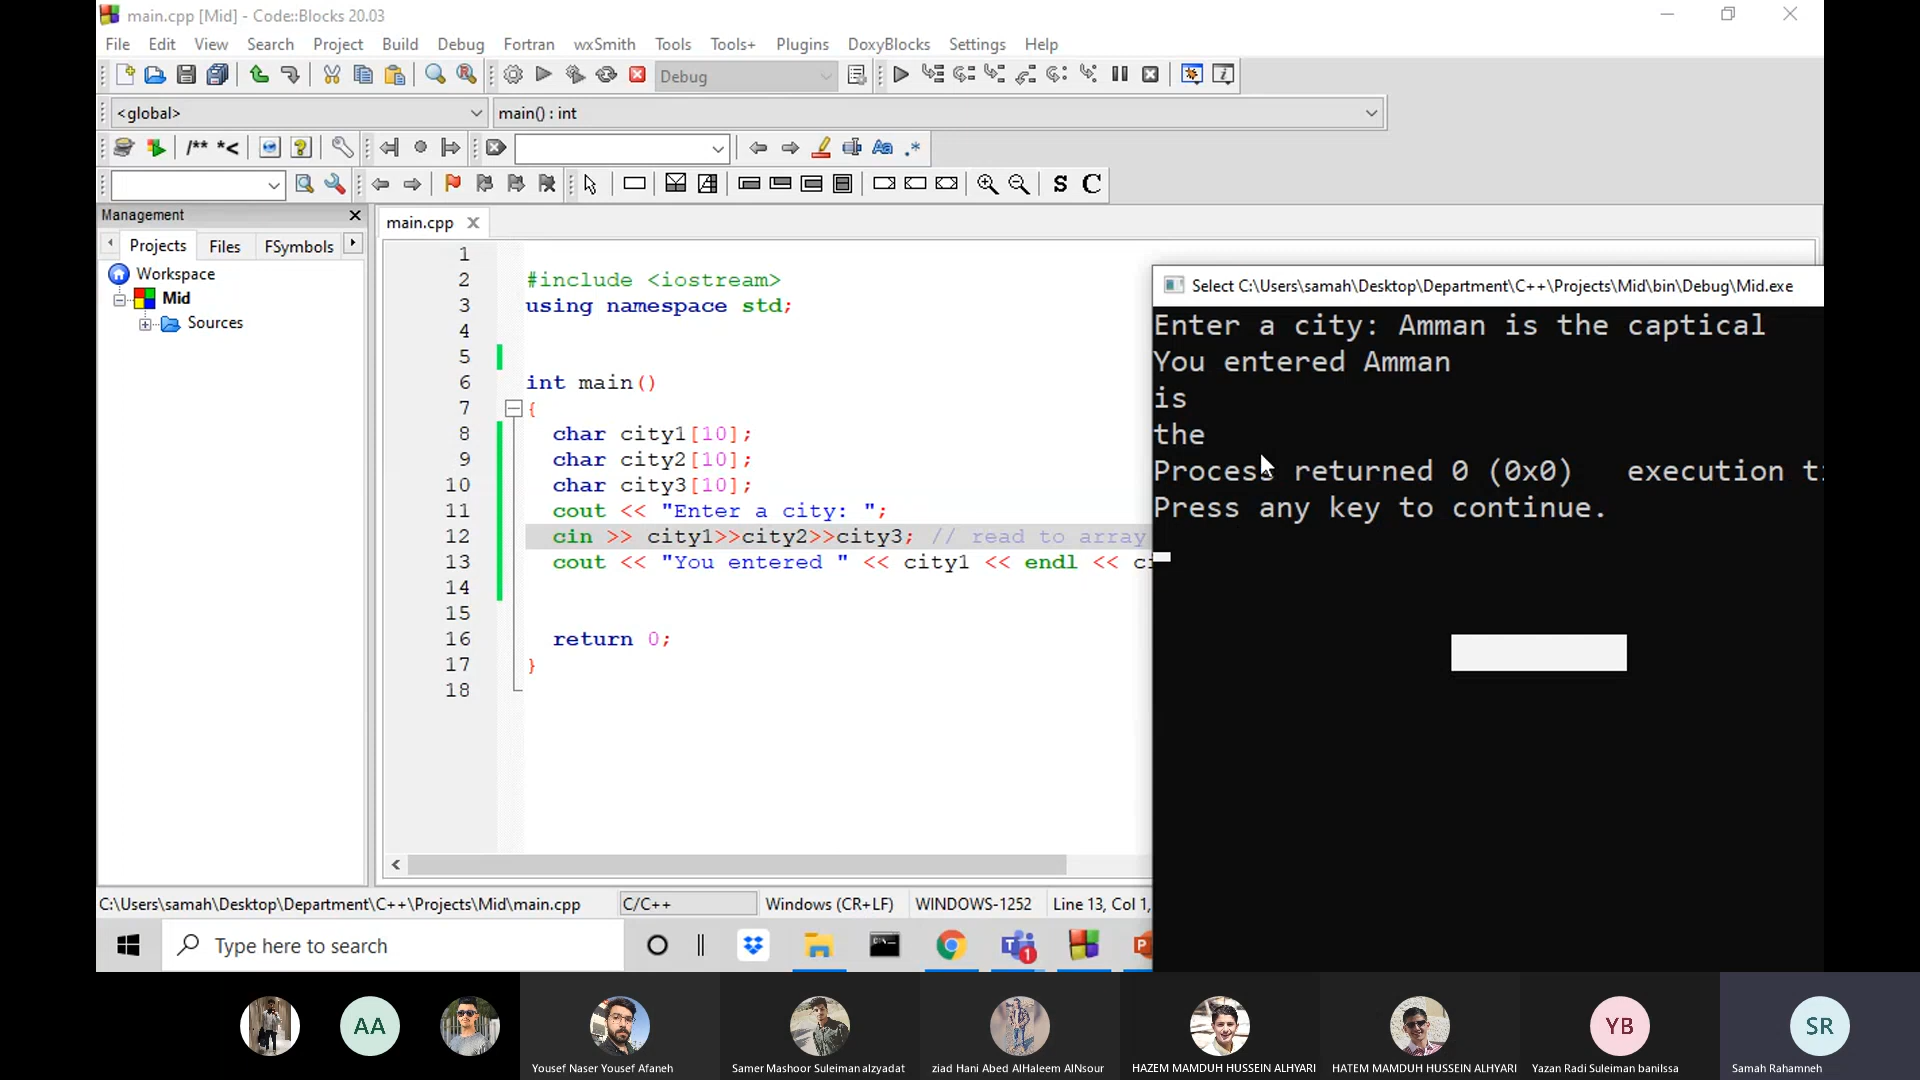 main.cpp [Mid] - Code::Blocks 20.03
File Edit View Search Project Build Debug Fortran wxSmith Tools Tools+ Plugins DoxyBlocks Settings Help
Debug
<global> main() : int
/** *< Aa .*
S C
Management
main.cpp
Projects Files FSymbols
Workspace
Mid
Sources
1
2 #include <iostream>
3 using namespace std;
4
5
6 int main()
7 {
8 char city1[10];
9 char city2[10];
10 char city3[10];
11 cout << "Enter a city: ";
12 cin >> city1>>city2>>city3; // read to array
13 cout << "You entered " << city1 << endl << ci
14
15
16 return 0;
17 }
18
Select C:\Users\samah\Desktop\Department\C++\Projects\Mid\bin\Debug\Mid.exe
Enter a city: Amman is the captical
You entered Amman
is
the
Process returned 0 (0x0) execution ti
Press any key to continue.
C:\Users\samah\Desktop\Department\C++\Projects\Mid\main.cpp C/C++ Windows (CR+LF) WINDOWS-1252 Line 13, Col 1,
Type here to search
1
AA YB SR
Yousef Naser Yousef Afaneh Samer Mashoor Suleiman alzyadat ziad Hani Abed AlHaleem AlNsour HAZEM MAMDUH HUSSEIN ALHYARI HATEM MAMDUH HUSSEIN ALHYARI Yazan Radi Suleiman baniIssa Samah Rahamneh